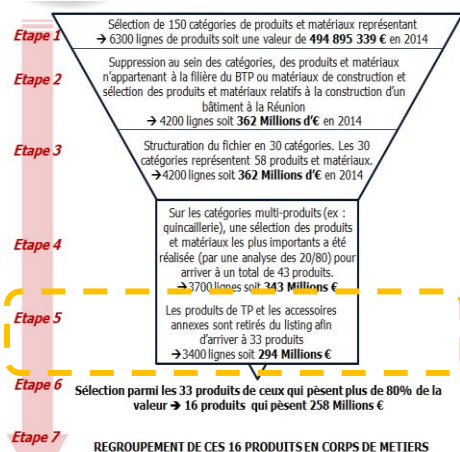 Etape 1
Sélection de 150 catégories de produits et matériaux représentant
→ 6300 lignes de produits soit une valeur de 494 895 339 € en 2014
Etape 2
Suppression au sein des catégories, des produits et matériaux
n'appartenant à la filière du BTP ou matériaux de construction et
sélection des produits et matériaux relatifs à la construction d'un
bâtiment à la Réunion
→ 4200 lignes soit 362 Millions d'€ en 2014
Etape 3
Structuration du fichier en 30 catégories. Les 30
catégories représentent 58 produits et matériaux.
→4200 lignes soit 362 Millions d'€ en 2014
Etape 4
Sur les catégories multi-produits (ex :
quincaillerie), une sélection des produits
et matériaux les plus importants a été
réalisée (par une analyse des 20/80) pour
arriver à un total de 43 produits.
→3700 lignes soit 343 Millions €
Etape 5
Les produits de TP et les accessoires
annexes sont retirés du listing afin
d'arriver à 33 produits
→3400 lignes soit 294 Millions €
Etape 6
Sélection parmi les 33 produits de ceux qui pèsent plus de 80% de la
valeur → 16 produits qui pèsent 258 Millions €
Etape 7
REGROUPEMENT DE CES 16 PRODUITS EN CORPS DE METIERS